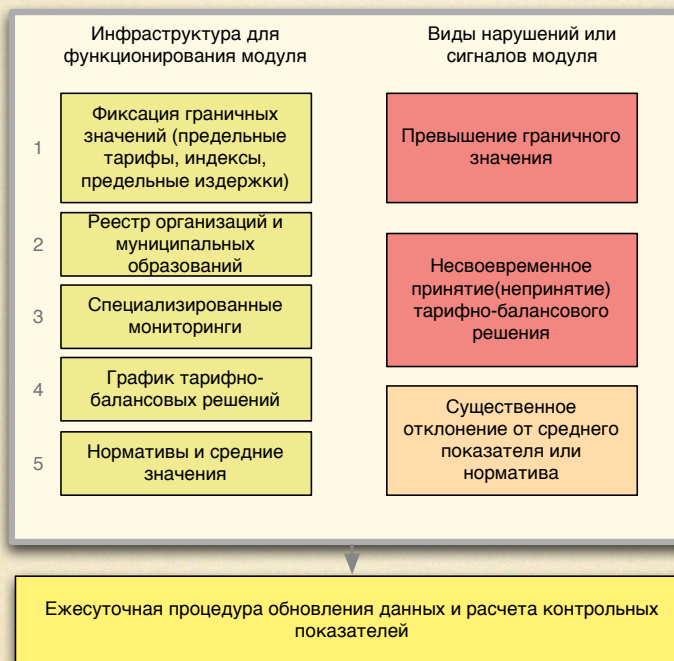 Инфраструктура для
функционирования модуля
Виды нарушений или
сигналов модуля
1
Фиксация граничных
значений (предельные
тарифы, индексы,
предельные издержки)
2
Реестр организаций и
муниципальных
образований
3
Специализированные
мониторинги
4
График тарифно-
балансовых решений
5
Нормативы и средние
значения
Превышение граничного
значения
Несвоевременное
принятие(непринятие)
тарифно-балансового
решения
Существенное
отклонение от среднего
показателя или
норматива
Ежесуточная процедура обновления данных и расчета контрольных
показателей